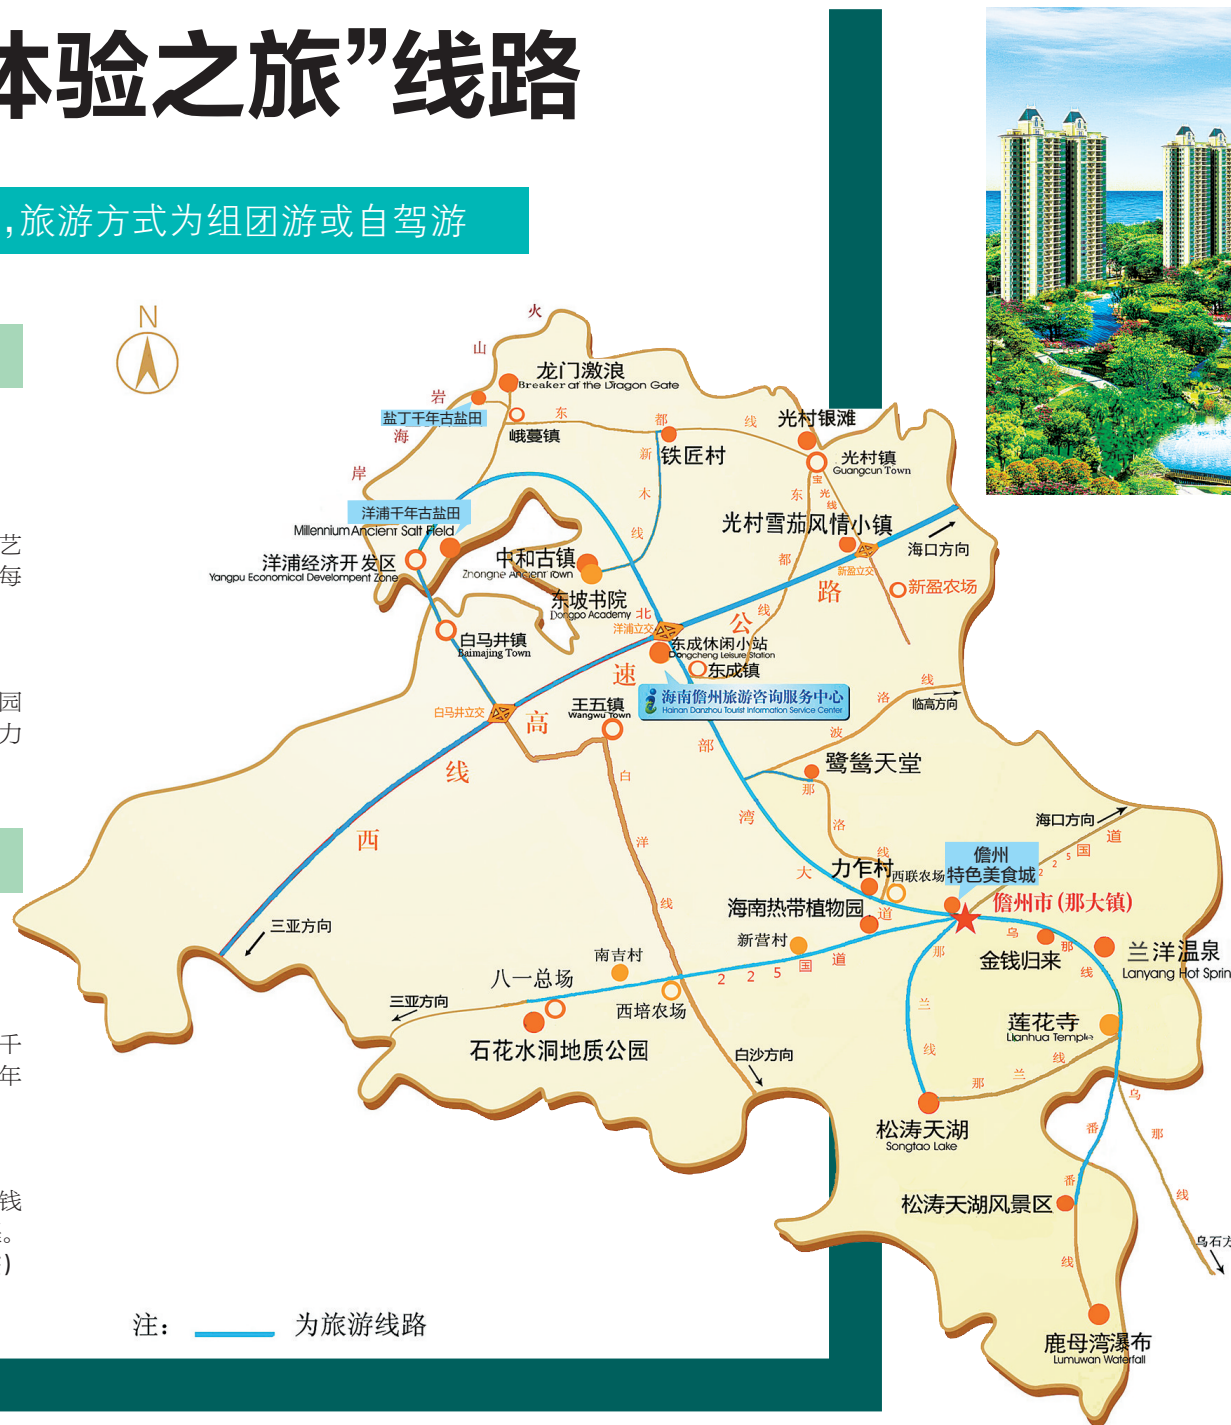 体验之旅”线路
,旅游方式为组团游或自驾游
艺
每
园
力
千
年
钱
。
)
N
火
山
岩
海
岸
龙门激浪
Breaker at the Dragon Gate
盐丁千年古盐田
峨蔓镇
东
都
线
铁匠村
新
木
线
光村银滩
光村镇
Guangcun Town
宝
光
线
东
都
线
光村雪茄风情小镇
新盈立交
海口方向
新盈农场
洋浦千年古盐田
Millennium Ancient Salt Field
洋浦经济开发区
Yangpu Economical Develompent Zone
中和古镇
Zhonghe Ancient Town
东坡书院
Dongpo Academy
北
洋浦立交
白马井镇
Baimajing Town
白马井立交
东成休闲小站
Dongcheng Leisure Station
东成镇
海南儋州旅游咨询服务中心
Hainan Danzhou Tourist Information Service Center
王五镇
Wangwu Town
西
线
高
速
公
路
部
湾
大
道
洛
线
波
临高方向
鹭鸶天堂
那
洛
线
白
洋
线
海口方向
2
2
5
国
道
儋州
特色美食城
力乍村
西联农场
海南热带植物园
儋州市(那大镇)
新营村
2
2
5
国
道
南吉村
八一总场
西培农场
石花水洞地质公园
三亚方向
三亚方向
白沙方向
金钱归来
乌
那
线
兰洋温泉
Lanyang Hot Sprin
莲花寺
Lianhua Temple
那
兰
线
那
兰
线
松涛天湖
Songtao Lake
松涛天湖风景区
番
番
线
乌
那
线
乌石方
鹿母湾瀑布
Lumuwan Waterfall
注：
为旅游线路